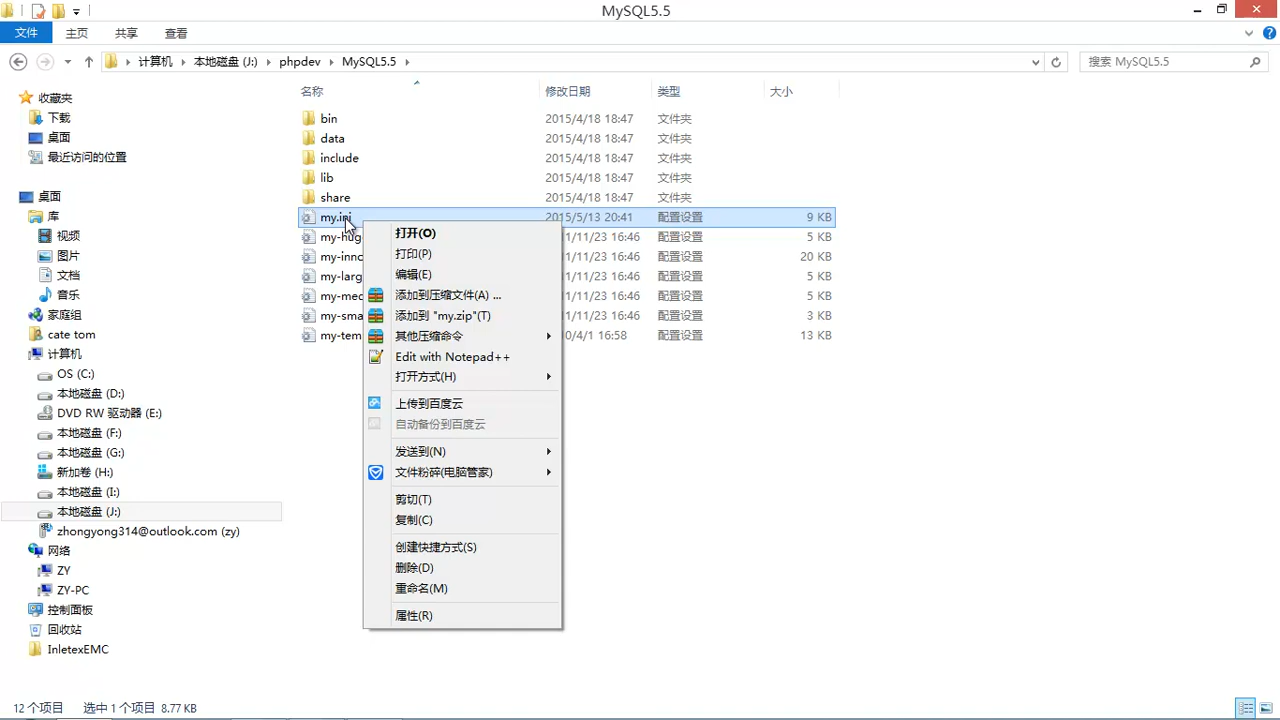 MySQL5.5
文件 主页 共享 查看
计算机 本地磁盘 (J:) phpdev MySQL5.5
搜索 MySQL5.5
收藏夹
下载
桌面
最近访问的位置
桌面
库
视频
图片
文档
音乐
家庭组
cate tom
计算机
OS (C:)
本地磁盘 (D:)
DVD RW 驱动器 (E:)
本地磁盘 (F:)
本地磁盘 (G:)
新加卷 (H:)
本地磁盘 (I:)
本地磁盘 (J:)
zhongyong314@outlook.com (zy)
网络
ZY
ZY-PC
控制面板
回收站
InletexEMC
名称 修改日期 类型 大小
bin 2015/4/18 18:47 文件夹
data 2015/4/18 18:47 文件夹
include 2015/4/18 18:47 文件夹
lib 2015/4/18 18:47 文件夹
share 2015/4/18 18:47 文件夹
my.ini 2015/5/13 20:41 配置设置 9 KB
my-hug 11/11/23 16:46 配置设置 5 KB
my-inno 11/11/23 16:46 配置设置 20 KB
my-larg 11/11/23 16:46 配置设置 5 KB
my-med 11/11/23 16:46 配置设置 5 KB
my-sma 11/11/23 16:46 配置设置 3 KB
my-tem 10/4/1 16:58 配置设置 13 KB
打开(O)
打印(P)
编辑(E)
添加到压缩文件(A) ...
添加到 "my.zip"(T)
其他压缩命令
Edit with Notepad++
打开方式(H)
上传到百度云
自动备份到百度云
发送到(N)
文件粉碎(电脑管家)
剪切(T)
复制(C)
创建快捷方式(S)
删除(D)
重命名(M)
属性(R)
12 个项目 选中 1 个项目 8.77 KB